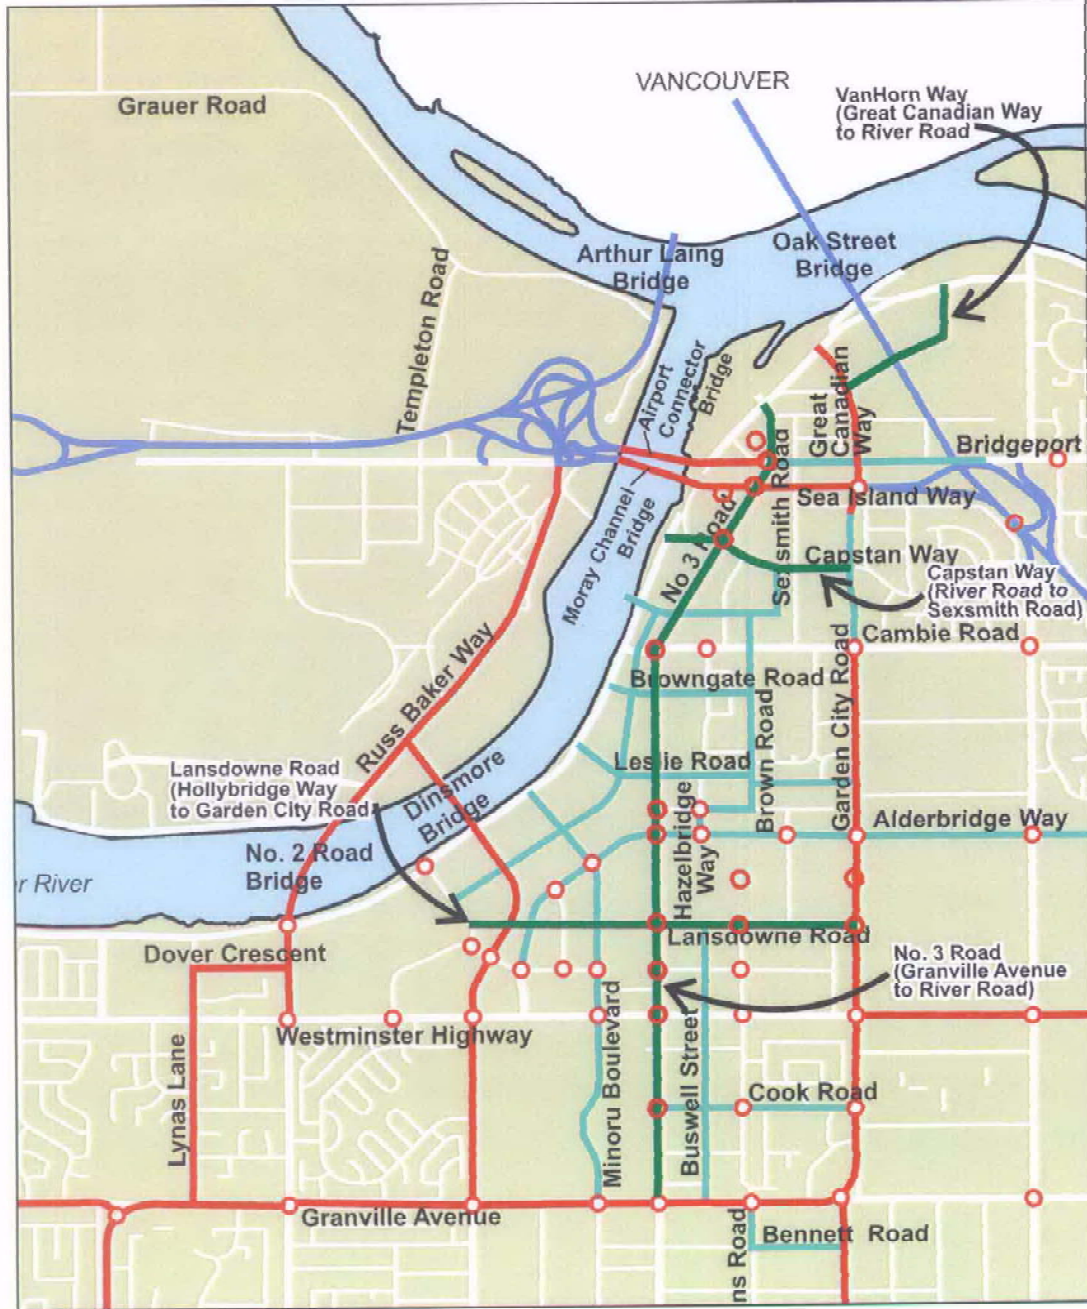 VANCOUVER
VanHorn Way
(Great Canadian Way
to River Road
Grauer Road
Arthur Laing
Bridge
Oak Street
Bridge
Templeton Road
Airport
Connector
Bridge
Great
Canadian
Way
Bridgeport
Sexsmith Road
Sea Island Way
Moray Channel
Bridge
No 3 Road
Capstan Way
Capstan Way
(River Road to
Sexsmith Road)
Cambie Road
Russ Baker Way
Browngate Road
Brown Road
Garden City Road
Leslie Road
Lansdowne Road
(Hollybridge Way
to Garden City Road
Dinsmore
Bridge
Hazelbridge
Way
Alderbridge Way
No. 2 Road
Bridge
r River
Lansdowne Road
Dover Crescent
No. 3 Road
(Granville Avenue
to River Road)
Westminster Highway
Lynas Lane
Minoru Boulevard
Buswell Street
Cook Road
Granville Avenue
ns Road
Bennett Road